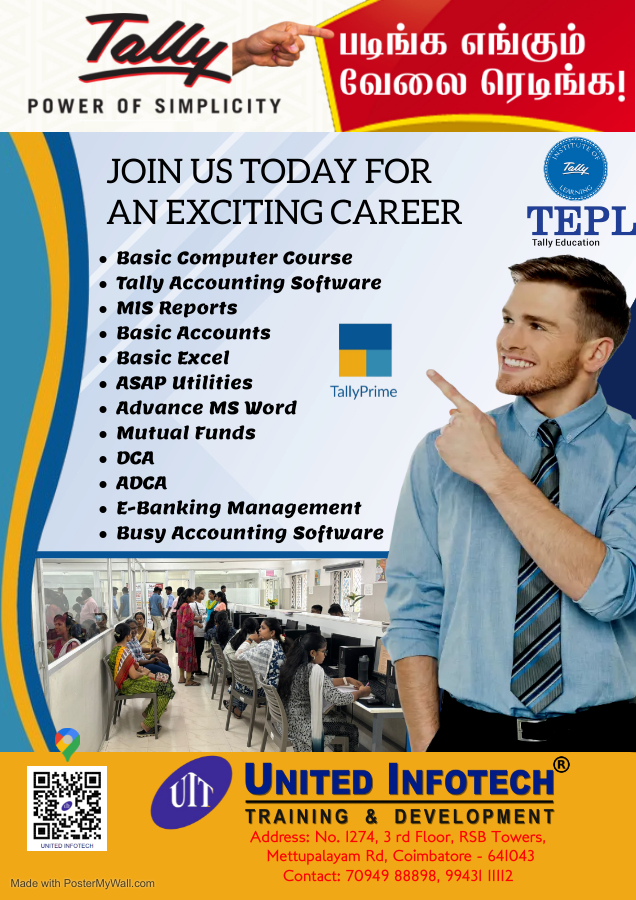 Tally
POWER OF SIMPLICITY
படிங்க எங்கும்
வேலை ரெடிங்க!
JOIN US TODAY FOR
AN EXCITING CAREER
INSTITUTE OF
Tally
LEARNING
TEPL
Tally Education
• Basic Computer Course
• Tally Accounting Software
• MIS Reports
• Basic Accounts
• Basic Excel
• ASAP Utilities
• Advance MS Word
• Mutual Funds
• DCA
• ADCA
• E-Banking Management
• Busy Accounting Software
TallyPrime
UNITED INFOTECH
UIT
UNITED INFOTECH®
TRAINING & DEVELOPMENT
Address: No. 1274, 3 rd Floor, RSB Towers,
Mettupalayam Rd, Coimbatore - 641043
Contact: 70949 88898, 99431 11112
Made with PosterMyWall.com